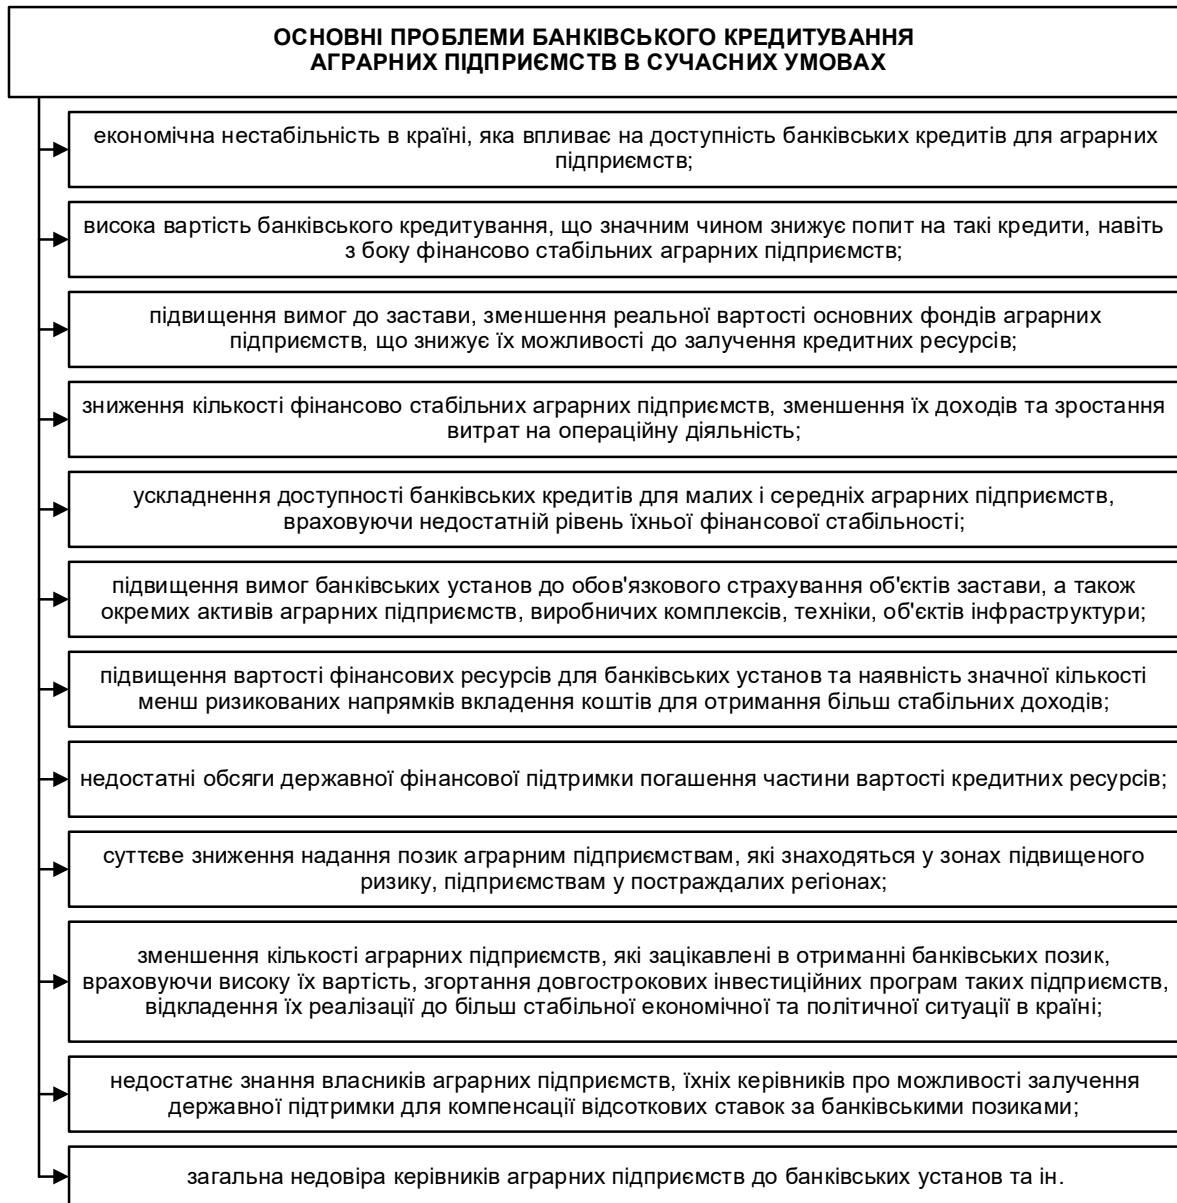 ОСНОВНІ ПРОБЛЕМИ БАНКІВСЬКОГО КРЕДИТУВАННЯ
АГРАРНИХ ПІДПРИЄМСТВ В СУЧАСНИХ УМОВАХ
економічна нестабільність в країні, яка впливає на доступність банківських кредитів для аграрних
підприємств;
висока вартість банківського кредитування, що значним чином знижує попит на такі кредити, навіть
з боку фінансово стабільних аграрних підприємств;
підвищення вимог до застави, зменшення реальної вартості основних фондів аграрних
підприємств, що знижує їх можливості до залучення кредитних ресурсів;
зниження кількості фінансово стабільних аграрних підприємств, зменшення їх доходів та зростання
витрат на операційну діяльність;
ускладнення доступності банківських кредитів для малих і середніх аграрних підприємств,
враховуючи недостатній рівень їхньої фінансової стабільності;
підвищення вимог банківських установ до обов'язкового страхування об'єктів застави, а також
окремих активів аграрних підприємств, виробничих комплексів, техніки, об'єктів інфраструктури;
підвищення вартості фінансових ресурсів для банківських установ та наявність значної кількості
менш ризикованих напрямків вкладення коштів для отримання більш стабільних доходів;
недостатні обсяги державної фінансової підтримки погашення частини вартості кредитних ресурсів;
суттєве зниження надання позик аграрним підприємствам, які знаходяться у зонах підвищеного
ризику, підприємствам у постраждалих регіонах;
зменшення кількості аграрних підприємств, які зацікавлені в отриманні банківських позик,
враховуючи високу їх вартість, згортання довгострокових інвестиційних програм таких підприємств,
відкладення їх реалізації до більш стабільної економічної та політичної ситуації в країні;
недостатнє знання власників аграрних підприємств, їхніх керівників про можливості залучення
державної підтримки для компенсації відсоткових ставок за банківськими позиками;
загальна недовіра керівників аграрних підприємств до банківських установ та ін.